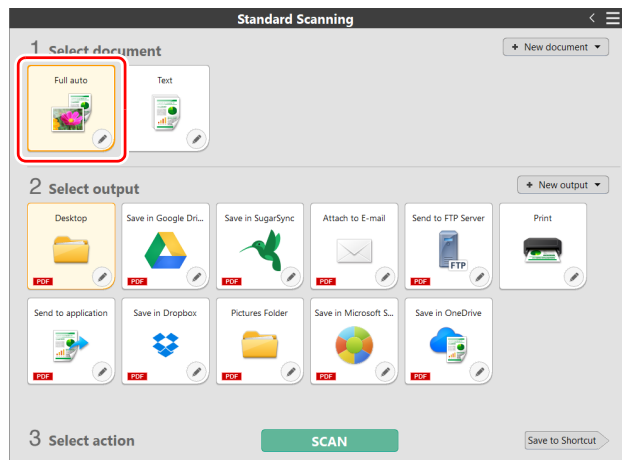 Standard Scanning
1 Select document
+ New document
Full auto
Text
2 Select output
+ New output
Desktop
Save in Google Dri...
Save in SugarSync
Attach to E-mail
Send to FTP Server
Print
PDF
PDF
PDF
PDF
FTP
PDF
Send to application
Save in Dropbox
Pictures Folder
Save in Microsoft S...
Save in OneDrive
PDF
PDF
PDF
PDF
PDF
3 Select action
SCAN
Save to Shortcut